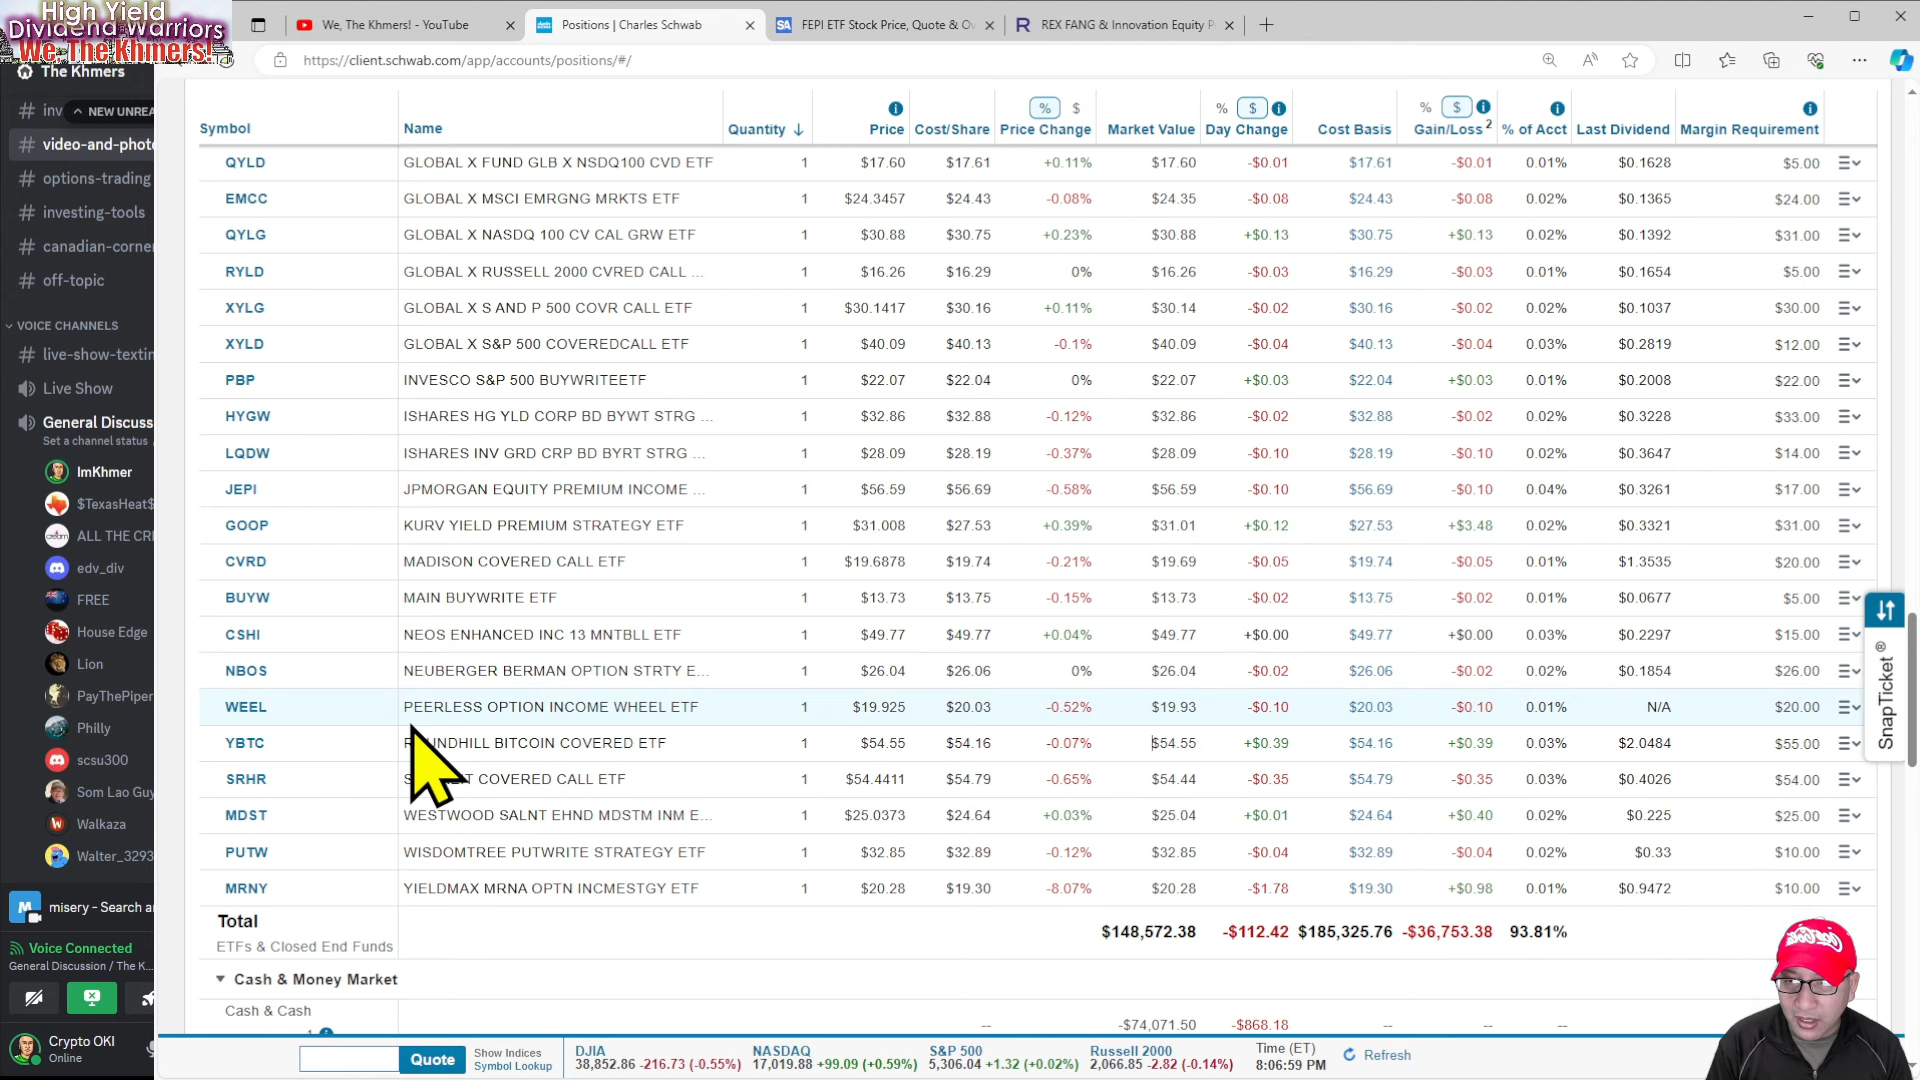 High Yield
Dividend Warriors
We The Khmers!
We, The Khmers! - YouTube
Positions | Charles Schwab
FEPI ETF Stock Price, Quote & Ov
REX FANG & Innovation Equity P
https://client.schwab.com/app/accounts/positions/#/
The Khmers
# inv
NEW UNREA
# video-and-photo
# options-trading
# investing-tools
# canadian-corner
# off-topic
VOICE CHANNELS
# live-show-textin
Live Show
General Discuss
Set a channel status
ImKhmer
$TexasHeat$
ALL THE CRE
edv_div
FREE
House Edge
Lion
PayThePiper
Philly
scsu300
Som Lao Guy
Walkaza
Walter_3293
misery - Search a
Voice Connected
General Discussion / The K...
Crypto OKI
Online
% $ % $ % $
Symbol Name Quantity Price Cost/Share Price Change Market Value Day Change Cost Basis Gain/Loss 2 % of Acct Last Dividend Margin Requirement
QYLD GLOBAL X FUND GLB X NSDQ100 CVD ETF 1 $17.60 $17.61 +0.11% $17.60 -$0.01 $17.61 -$0.01 0.01% $0.1628 $5.00
EMCC GLOBAL X MSCI EMRGNG MRKTS ETF 1 $24.3457 $24.43 -0.08% $24.35 -$0.08 $24.43 -$0.08 0.02% $0.1365 $24.00
QYLG GLOBAL X NASDQ 100 CV CAL GRW ETF 1 $30.88 $30.75 +0.23% $30.88 +$0.13 $30.75 +$0.13 0.02% $0.1392 $31.00
RYLD GLOBAL X RUSSELL 2000 CVRED CALL ... 1 $16.26 $16.29 0% $16.26 -$0.03 $16.29 -$0.03 0.01% $0.1654 $5.00
XYLG GLOBAL X S AND P 500 COVR CALL ETF 1 $30.1417 $30.16 +0.11% $30.14 -$0.02 $30.16 -$0.02 0.02% $0.1037 $30.00
XYLD GLOBAL X S&P 500 COVEREDCALL ETF 1 $40.09 $40.13 -0.1% $40.09 -$0.04 $40.13 -$0.04 0.03% $0.2819 $12.00
PBP INVESCO S&P 500 BUYWRITEETF 1 $22.07 $22.04 0% $22.07 +$0.03 $22.04 +$0.03 0.01% $0.2008 $22.00
HYGW ISHARES HG YLD CORP BD BYWT STRG ... 1 $32.86 $32.88 -0.12% $32.86 -$0.02 $32.88 -$0.02 0.02% $0.3228 $33.00
LQDW ISHARES INV GRD CRP BD BYRT STRG ... 1 $28.09 $28.19 -0.37% $28.09 -$0.10 $28.19 -$0.10 0.02% $0.3647 $14.00
JEPI JPMORGAN EQUITY PREMIUM INCOME ... 1 $56.59 $56.69 -0.58% $56.59 -$0.10 $56.69 -$0.10 0.04% $0.3261 $17.00
GOOP KURV YIELD PREMIUM STRATEGY ETF 1 $31.008 $27.53 +0.39% $31.01 +$0.12 $27.53 +$3.48 0.02% $0.3321 $31.00
CVRD MADISON COVERED CALL ETF 1 $19.6878 $19.74 -0.21% $19.69 -$0.05 $19.74 -$0.05 0.01% $1.3535 $20.00
BUYW MAIN BUYWRITE ETF 1 $13.73 $13.75 -0.15% $13.73 -$0.02 $13.75 -$0.02 0.01% $0.0677 $5.00
CSHI NEOS ENHANCED INC 13 MNTBLL ETF 1 $49.77 $49.77 +0.04% $49.77 +$0.00 $49.77 +$0.00 0.03% $0.2297 $15.00
NBOS NEUBERGER BERMAN OPTION STRTY E... 1 $26.04 $26.06 0% $26.04 -$0.02 $26.06 -$0.02 0.02% $0.1854 $26.00
WEEL PEERLESS OPTION INCOME WHEEL ETF 1 $19.925 $20.03 -0.52% $19.93 -$0.10 $20.03 -$0.10 0.01% N/A $20.00
YBTC BITCOIN COVERED ETF 1 $54.55 $54.16 -0.07% $54.55 +$0.39 $54.16 +$0.39 0.03% $2.0484 $55.00
SRHR COVERED CALL ETF 1 $54.4411 $54.79 -0.65% $54.44 -$0.35 $54.79 -$0.35 0.03% $0.4026 $54.00
MDST WESTWOOD SALNT EHND MDSTM INM E... 1 $25.0373 $24.64 +0.03% $25.04 +$0.01 $24.64 +$0.40 0.02% $0.225 $25.00
PUTW WISDOMTREE PUTWRITE STRATEGY ETF 1 $32.85 $32.89 -0.12% $32.85 -$0.04 $32.89 -$0.04 0.02% $0.33 $10.00
MRNY YIELDMAX MRNA OPTN INCMESTGY ETF 1 $20.28 $19.30 -8.07% $20.28 -$1.78 $19.30 +$0.98 0.01% $0.9472 $10.00
Total $148,572.38 -$112.42 $185,325.76 -$36,753.38 93.81%
ETFs & Closed End Funds
Cash & Money Market
Cash & Cash
-- -$74,071.50 -$868.18 -- -- -- --
SnapTicket ®
Quote
Show Indices
Symbol Lookup
DJIA
38,852.86 -216.73 (-0.55%)
NASDAQ
17,019.88 +99.09 (+0.59%)
S&P 500
5,306.04 +1.32 (+0.02%)
Russell 2000
2,066.85 -2.82 (-0.14%)
Time (ET)
8:06:59 PM
Refresh